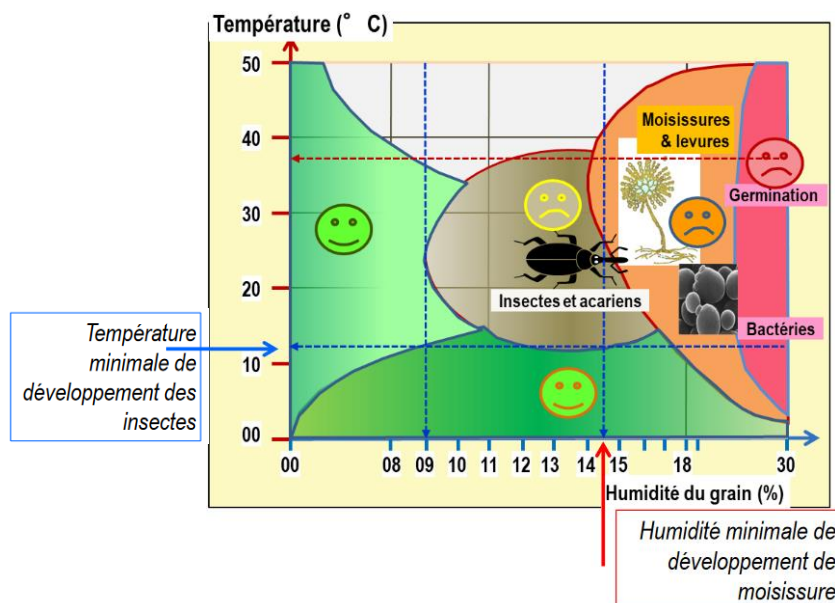 Température (° C)
50
40
30
20
10
00
00 08 09 10 11 12 13 14 15 18 30
Humidité du grain (%)
Moisissures
& levures
Germination
Insectes et acariens
Bactéries
Température
minimale de
développement des
insectes
Humidité minimale de
développement de
moisissure